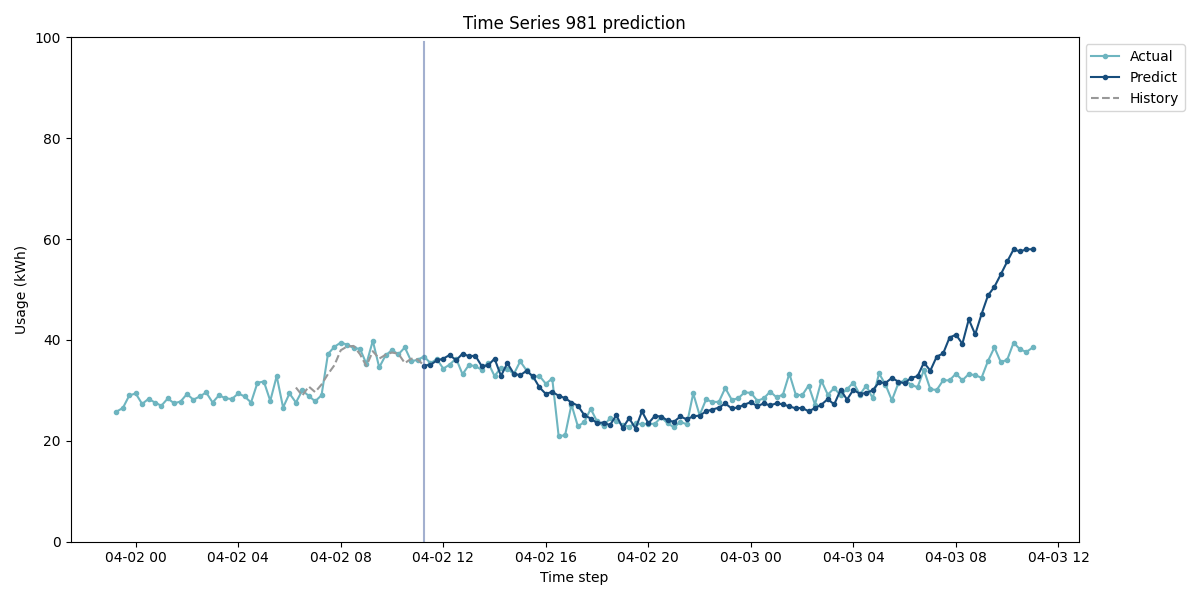 Time Series 981 prediction
Usage (kWh)
100
80
60
40
20
0
04-02 00
04-02 04
04-02 08
04-02 12
04-02 16
04-02 20
04-03 00
04-03 04
04-03 08
04-03 12
Time step
Actual
Predict
History